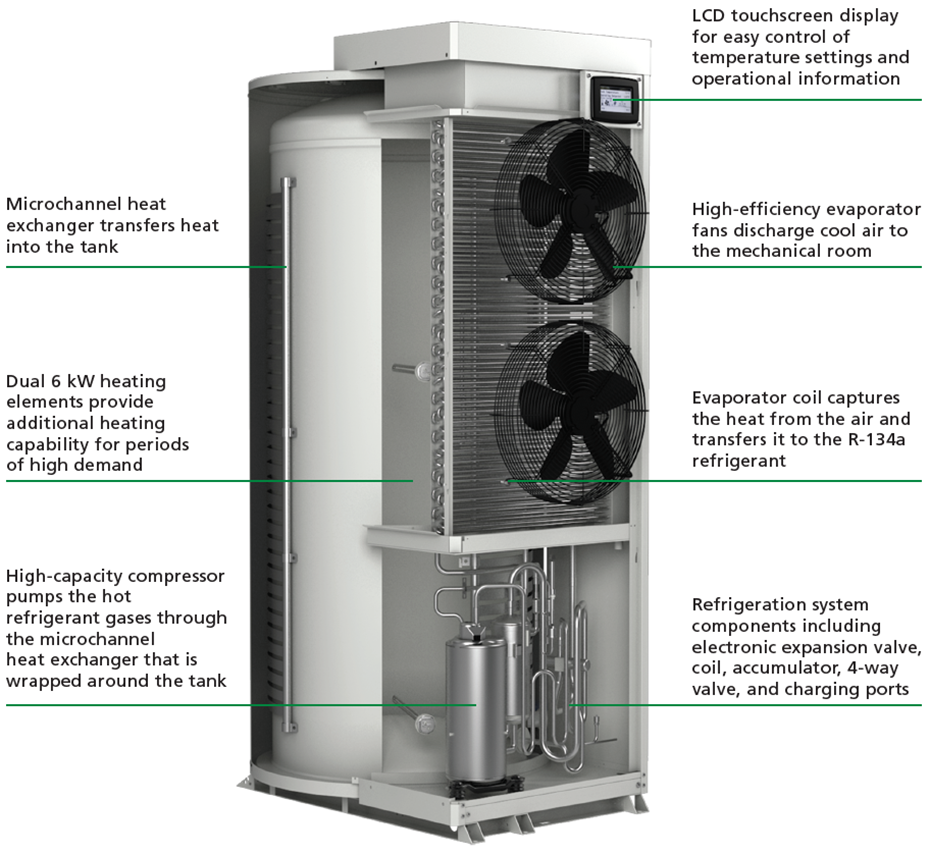 LCD touchscreen display
for easy control of
temperature settings and
operational information
Microchannel heat
exchanger transfers heat
into the tank
High-efficiency evaporator
fans discharge cool air to
the mechanical room
Dual 6 kW heating
elements provide
additional heating
capability for periods
of high demand
Evaporator coil captures
the heat from the air and
transfers it to the R-134a
refrigerant
High-capacity compressor
pumps the hot
refrigerant gases through
the microchannel
heat exchanger that is
wrapped around the tank
Refrigeration system
components including
electronic expansion valve,
coil, accumulator, 4-way
valve, and charging ports